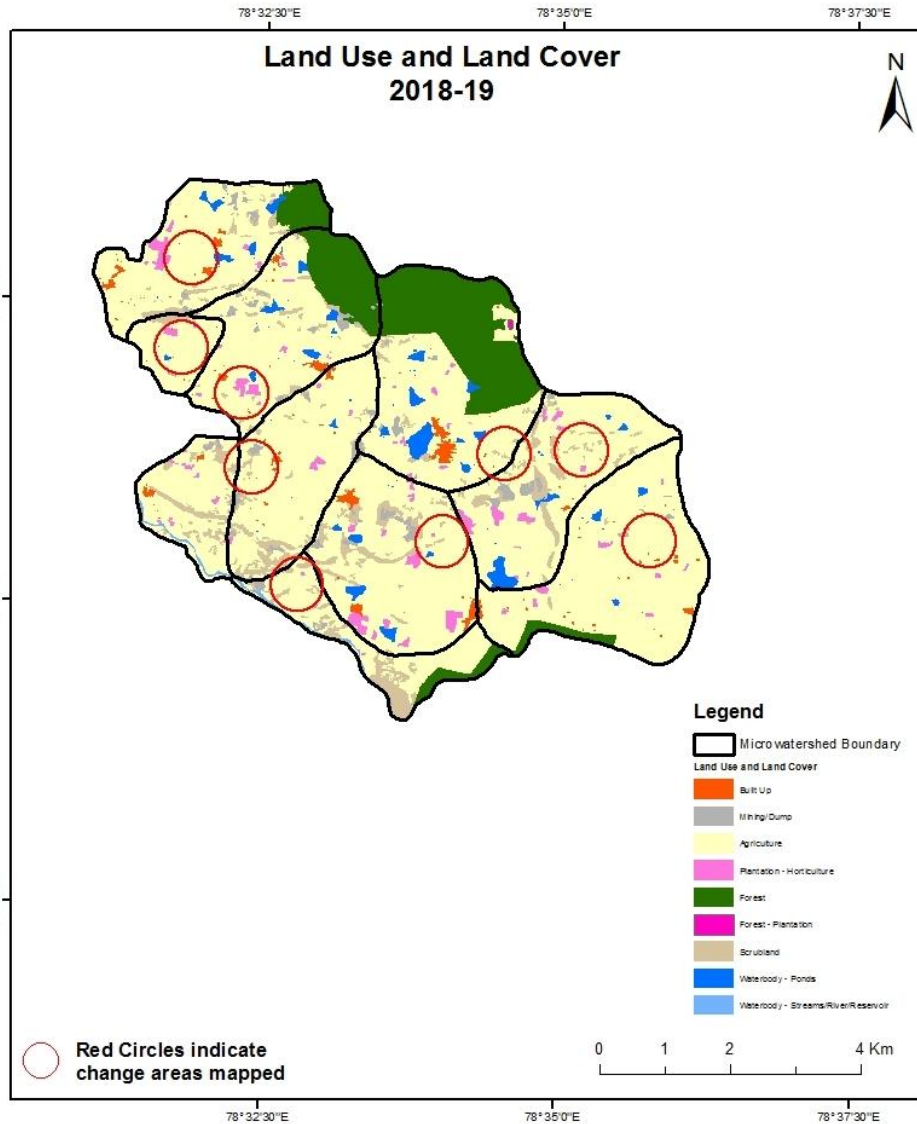 78°32'30"E
78°35'0"E
78°37'30"E
Land Use and Land Cover
2018-19
N
Legend
Microwatershed Boundary
Land Use and Land Cover
Built Up
Mining/Dump
Agriculture
Plantation - Horticulture
Forest
Forest - Plantation
Scrubland
Waterbody - Ponds
Waterbody - Streams/River/Reservoir
Red Circles indicate
change areas mapped
0 1 2 4 Km
78°32'30"E
78°35'0"E
78°37'30"E